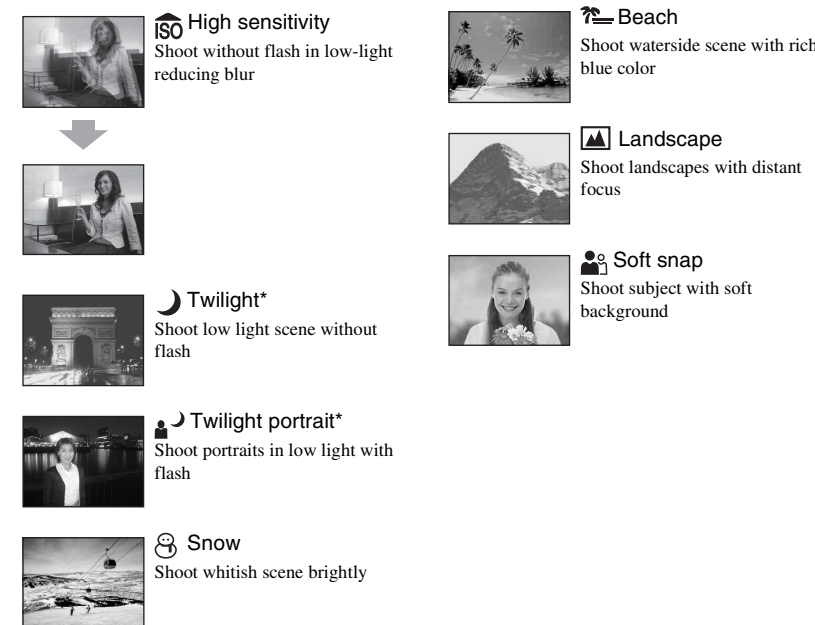 ISO High sensitivity
Shoot without flash in low-light
reducing blur
Twilight*
Shoot low light scene without
flash
Twilight portrait*
Shoot portraits in low light with
flash
Snow
Shoot whitish scene brightly
Beach
Shoot waterside scene with rich
blue color
Landscape
Shoot landscapes with distant
focus
Soft snap
Shoot subject with soft
background